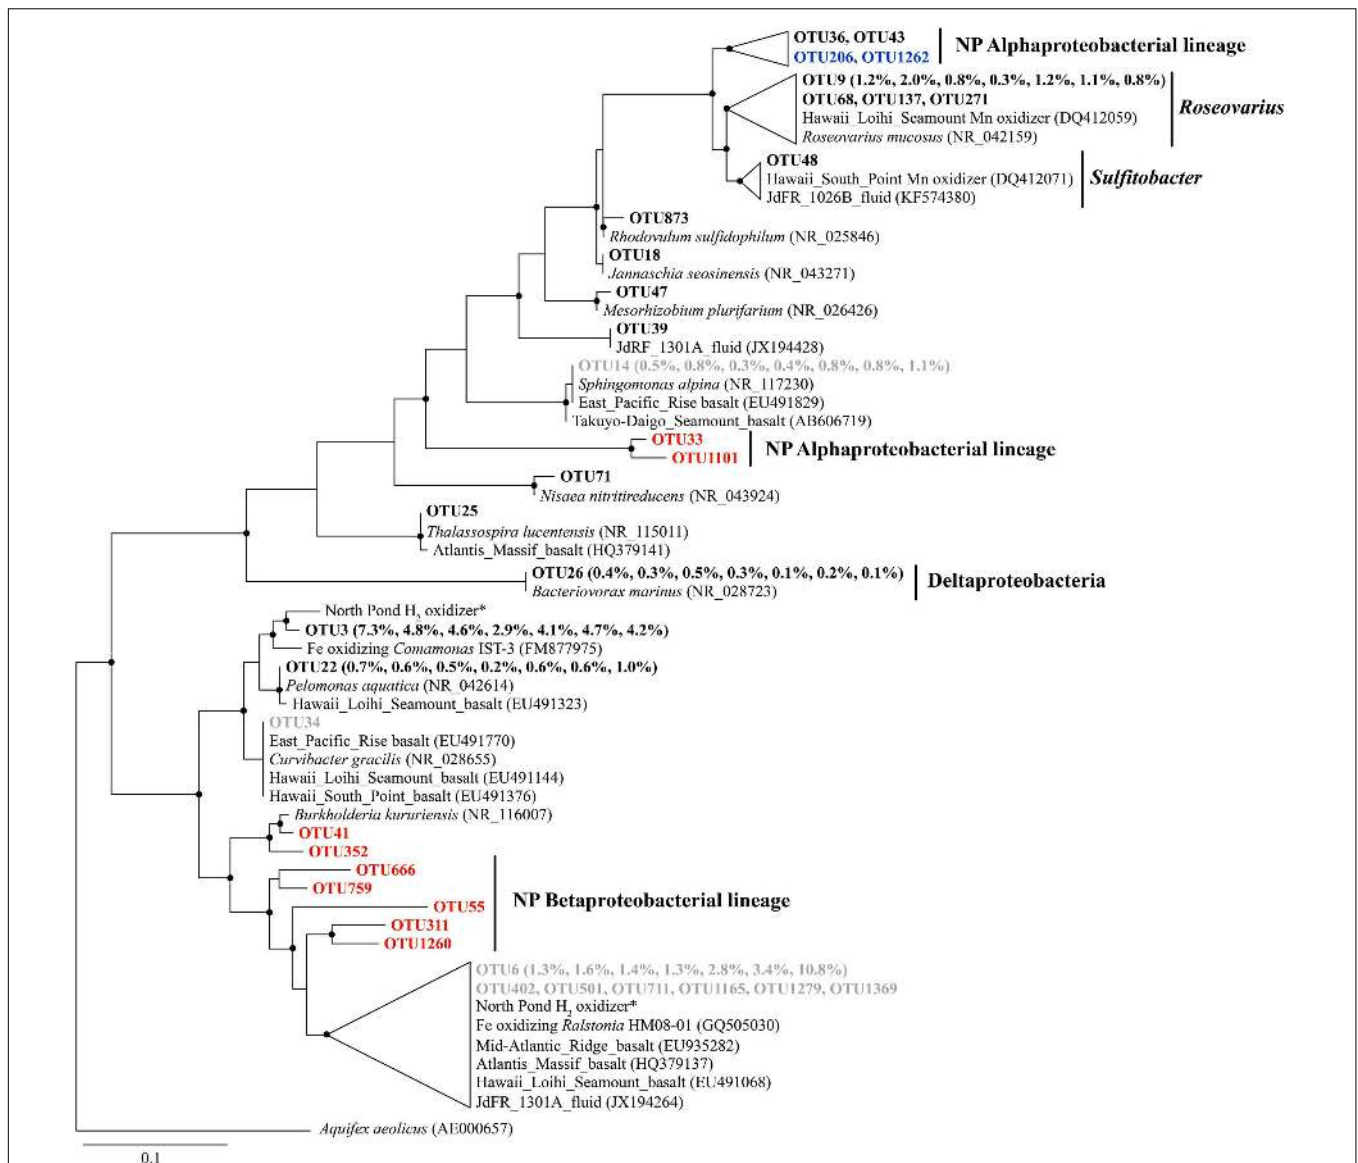 OTU36, OTU43
OTU206, OTU1262
NP Alphaproteobacterial lineage
OTU9 (1.2%, 2.0%, 0.8%, 0.3%, 1.2%, 1.1%, 0.8%)
OTU68, OTU137, OTU271
Hawaii_Loihi_Seamount Mn oxidizer (DQ412059)
Roseovarius mucosus (NR_042159)
Roseovarius
OTU48
Hawaii_South_Point Mn oxidizer (DQ412071)
JdFR_1026B_fluid (KF574380)
Sulfitobacter
OTU873
Rhodovulum sulfidophilum (NR_025846)
OTU18
Jannaschia seosinensis (NR_043271)
OTU47
Mesorhizobium plurifarium (NR_026426)
OTU39
JdRF_1301A_fluid (JX194428)
OTU14 (0.5%, 0.8%, 0.3%, 0.4%, 0.8%, 0.8%, 1.1%)
Sphingomonas alpina (NR_117230)
East_Pacific_Rise basalt (EU491829)
Takuyo-Daigo_Seamount_basalt (AB606719)
OTU33
OTU1101
NP Alphaproteobacterial lineage
OTU71
Nisaea nitritireducens (NR_043924)
OTU25
Thalassospira lucentensis (NR_115011)
Atlantis_Massif_basalt (HQ379141)
OTU26 (0.4%, 0.3%, 0.5%, 0.3%, 0.1%, 0.2%, 0.1%)
Bacteriovorax marinus (NR_028723)
Deltaproteobacteria
North Pond H2 oxidizer*
OTU3 (7.3%, 4.8%, 4.6%, 2.9%, 4.1%, 4.7%, 4.2%)
Fe oxidizing Comamonas IST-3 (FM877975)
OTU22 (0.7%, 0.6%, 0.5%, 0.2%, 0.6%, 0.6%, 1.0%)
Pelomonas aquatica (NR_042614)
Hawaii_Loihi_Seamount_basalt (EU491323)
OTU34
East_Pacific_Rise basalt (EU491770)
Curvibacter gracilis (NR_028655)
Hawaii_Loihi_Seamount_basalt (EU491144)
Hawaii_South_Point_basalt (EU491376)
Burkholderia kururiensis (NR_116007)
OTU41
OTU352
OTU666
OTU759
OTU55
OTU311
OTU1260
NP Betaproteobacterial lineage
OTU6 (1.3%, 1.6%, 1.4%, 1.3%, 2.8%, 3.4%, 10.8%)
OTU402, OTU501, OTU711, OTU1165, OTU1279, OTU1369
North Pond H2 oxidizer*
Fe oxidizing Ralstonia HM08-01 (GQ505030)
Mid-Atlantic_Ridge_basalt (EU935282)
Atlantis_Massif_basalt (HQ379137)
Hawaii_Loihi_Seamount_basalt (EU491068)
JdFR_1301A_fluid (JX194264)
Aquifex aeolicus (AE000657)
0.1